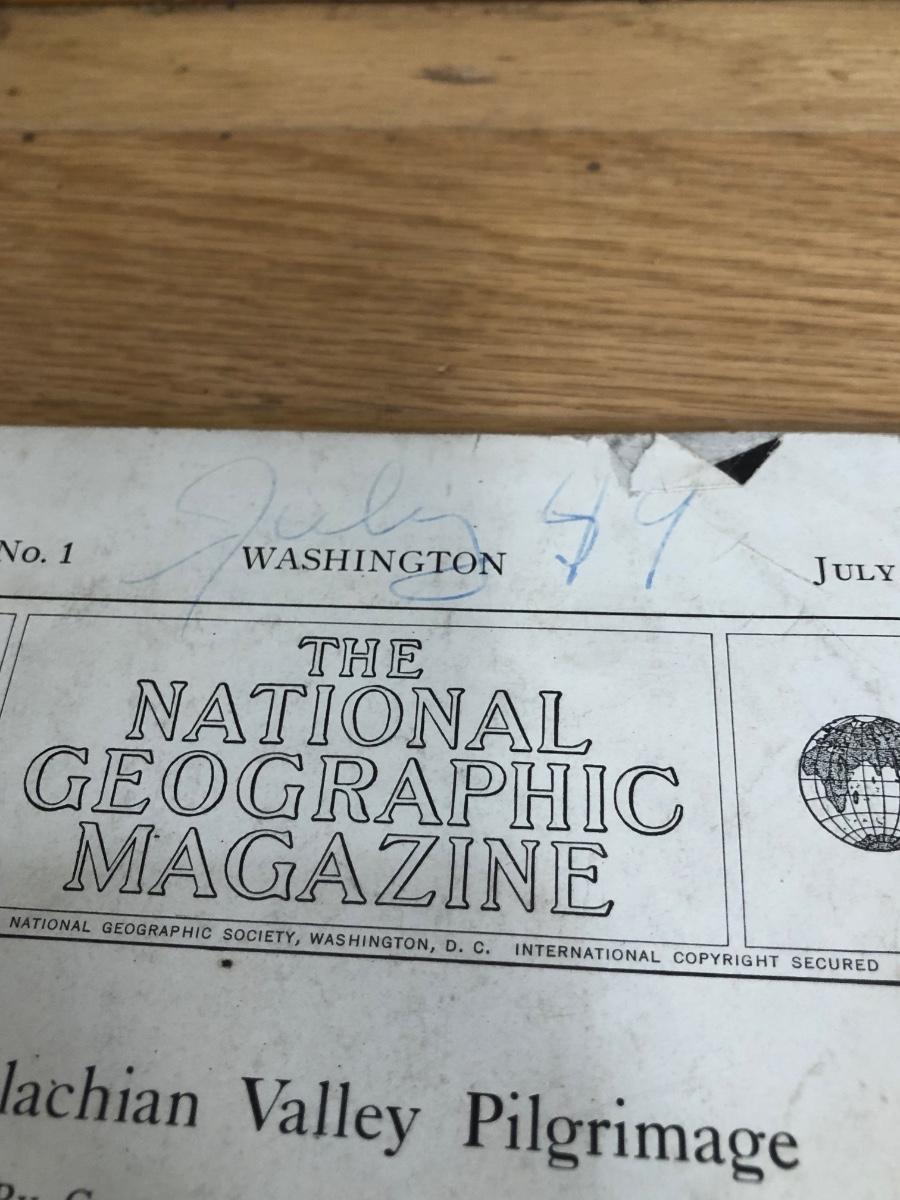 July 49
No. 1 WASHINGTON JULY
THE
NATIONAL
GEOGRAPHIC
MAGAZINE
NATIONAL GEOGRAPHIC SOCIETY, WASHINGTON, D. C. INTERNATIONAL COPYRIGHT SECURED
lachian Valley Pilgrimage
By